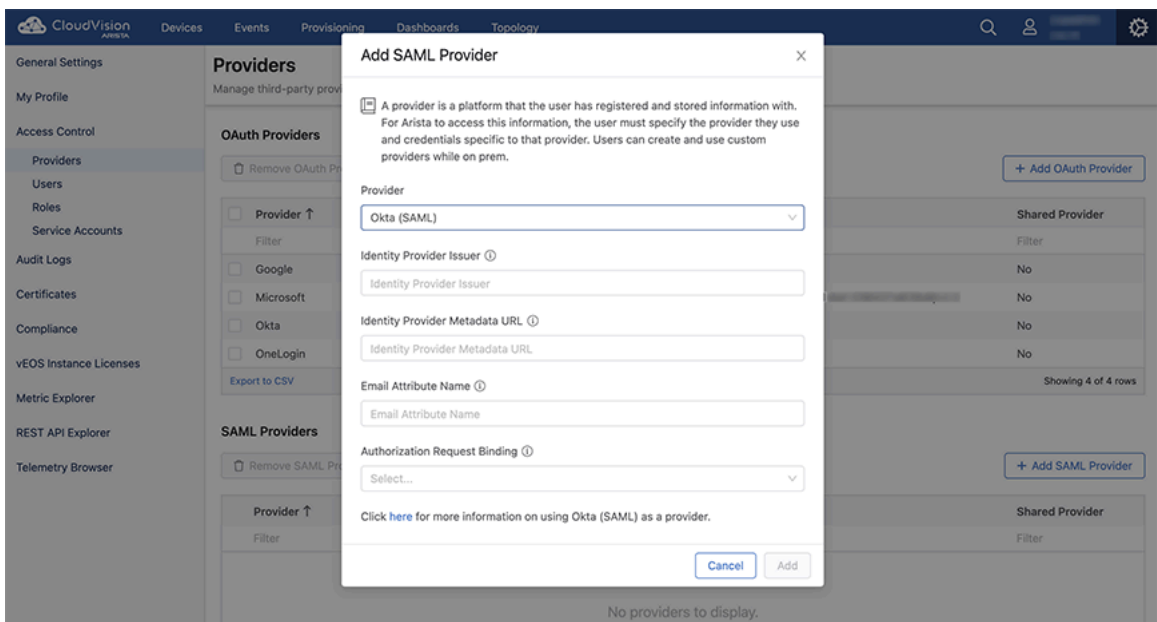 CloudVision
ARISTA
Devices
Events
Provisioning
Dashboards
Topology
General Settings
My Profile
Access Control
Providers
Users
Roles
Service Accounts
Audit Logs
Certificates
Compliance
vEOS Instance Licenses
Metric Explorer
REST API Explorer
Telemetry Browser
Providers
Manage third-party provi
OAuth Providers
Remove OAuth Pr
+ Add OAuth Provider
Provider ↑
Shared Provider
Filter
Filter
Google
No
Microsoft
No
Okta
No
OneLogin
No
Export to CSV
Showing 4 of 4 rows
SAML Providers
Remove SAML Pr
+ Add SAML Provider
Provider ↑
Shared Provider
Filter
Filter
No providers to display.
Add SAML Provider
A provider is a platform that the user has registered and stored information with.
For Arista to access this information, the user must specify the provider they use
and credentials specific to that provider. Users can create and use custom
providers while on prem.
Provider
Okta (SAML)
Identity Provider Issuer
Identity Provider Issuer
Identity Provider Metadata URL
Identity Provider Metadata URL
Email Attribute Name
Email Attribute Name
Authorization Request Binding
Select...
Click here for more information on using Okta (SAML) as a provider.
Cancel
Add